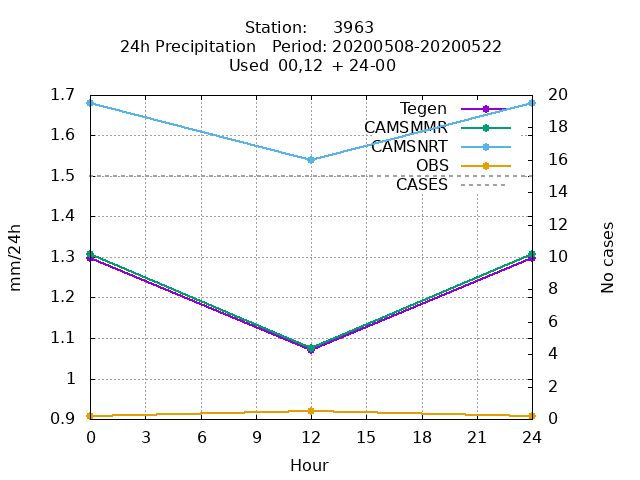 Station: 3963
24h Precipitation Period: 20200508-20200522
Used 00,12 + 24-00
1.7
1.6
1.5
1.4
1.3
1.2
1.1
1
0.9
20
18
16
14
12
10
8
6
4
2
0
Tegen
CAMSMMR
CAMSNRT
OBS
CASES
mm/24h
No cases
0 3 6 9 12 15 18 21 24
Hour